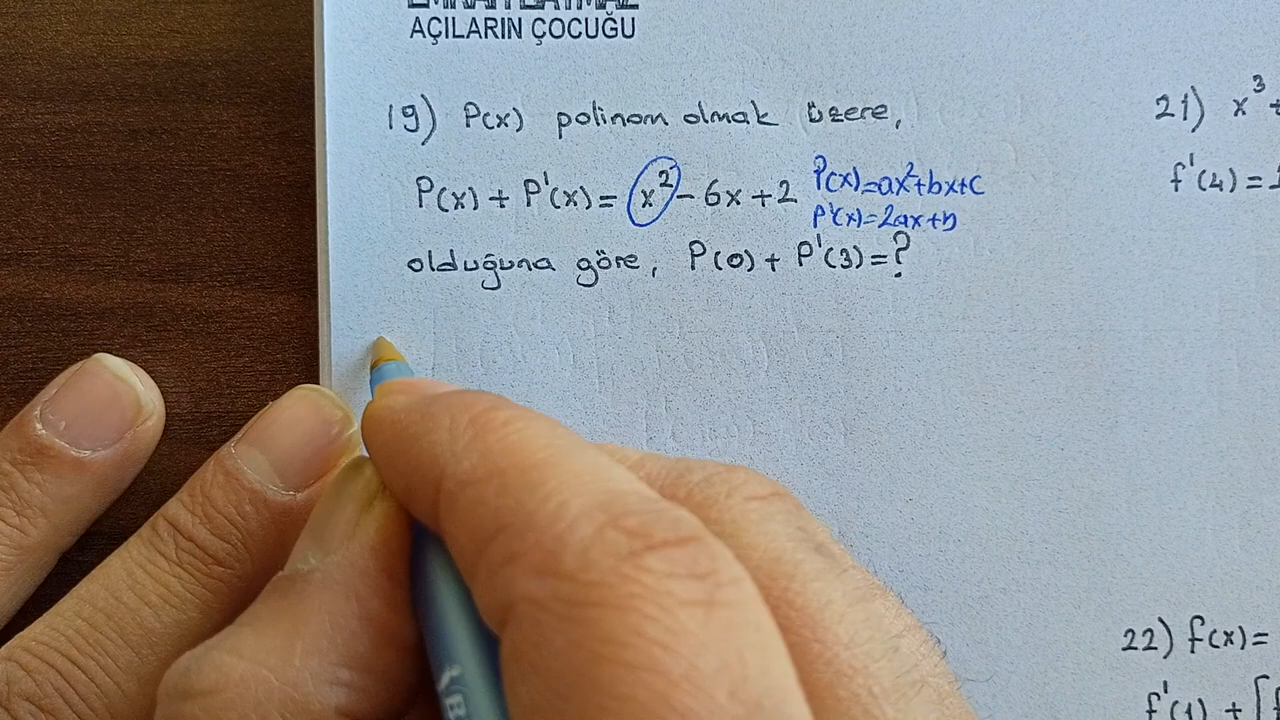 AÇILARIN ÇOCUĞU
19) P(x) polinom olmak üzere,
P(x) + P'(x) = x² - 6x + 2
P(x)=ax²+bx+c
P'(x)=2ax+b
olduğuna göre, P(0) + P'(3) = ?
21) x³
f'(4) =
22) f(x) =
f'(1) +